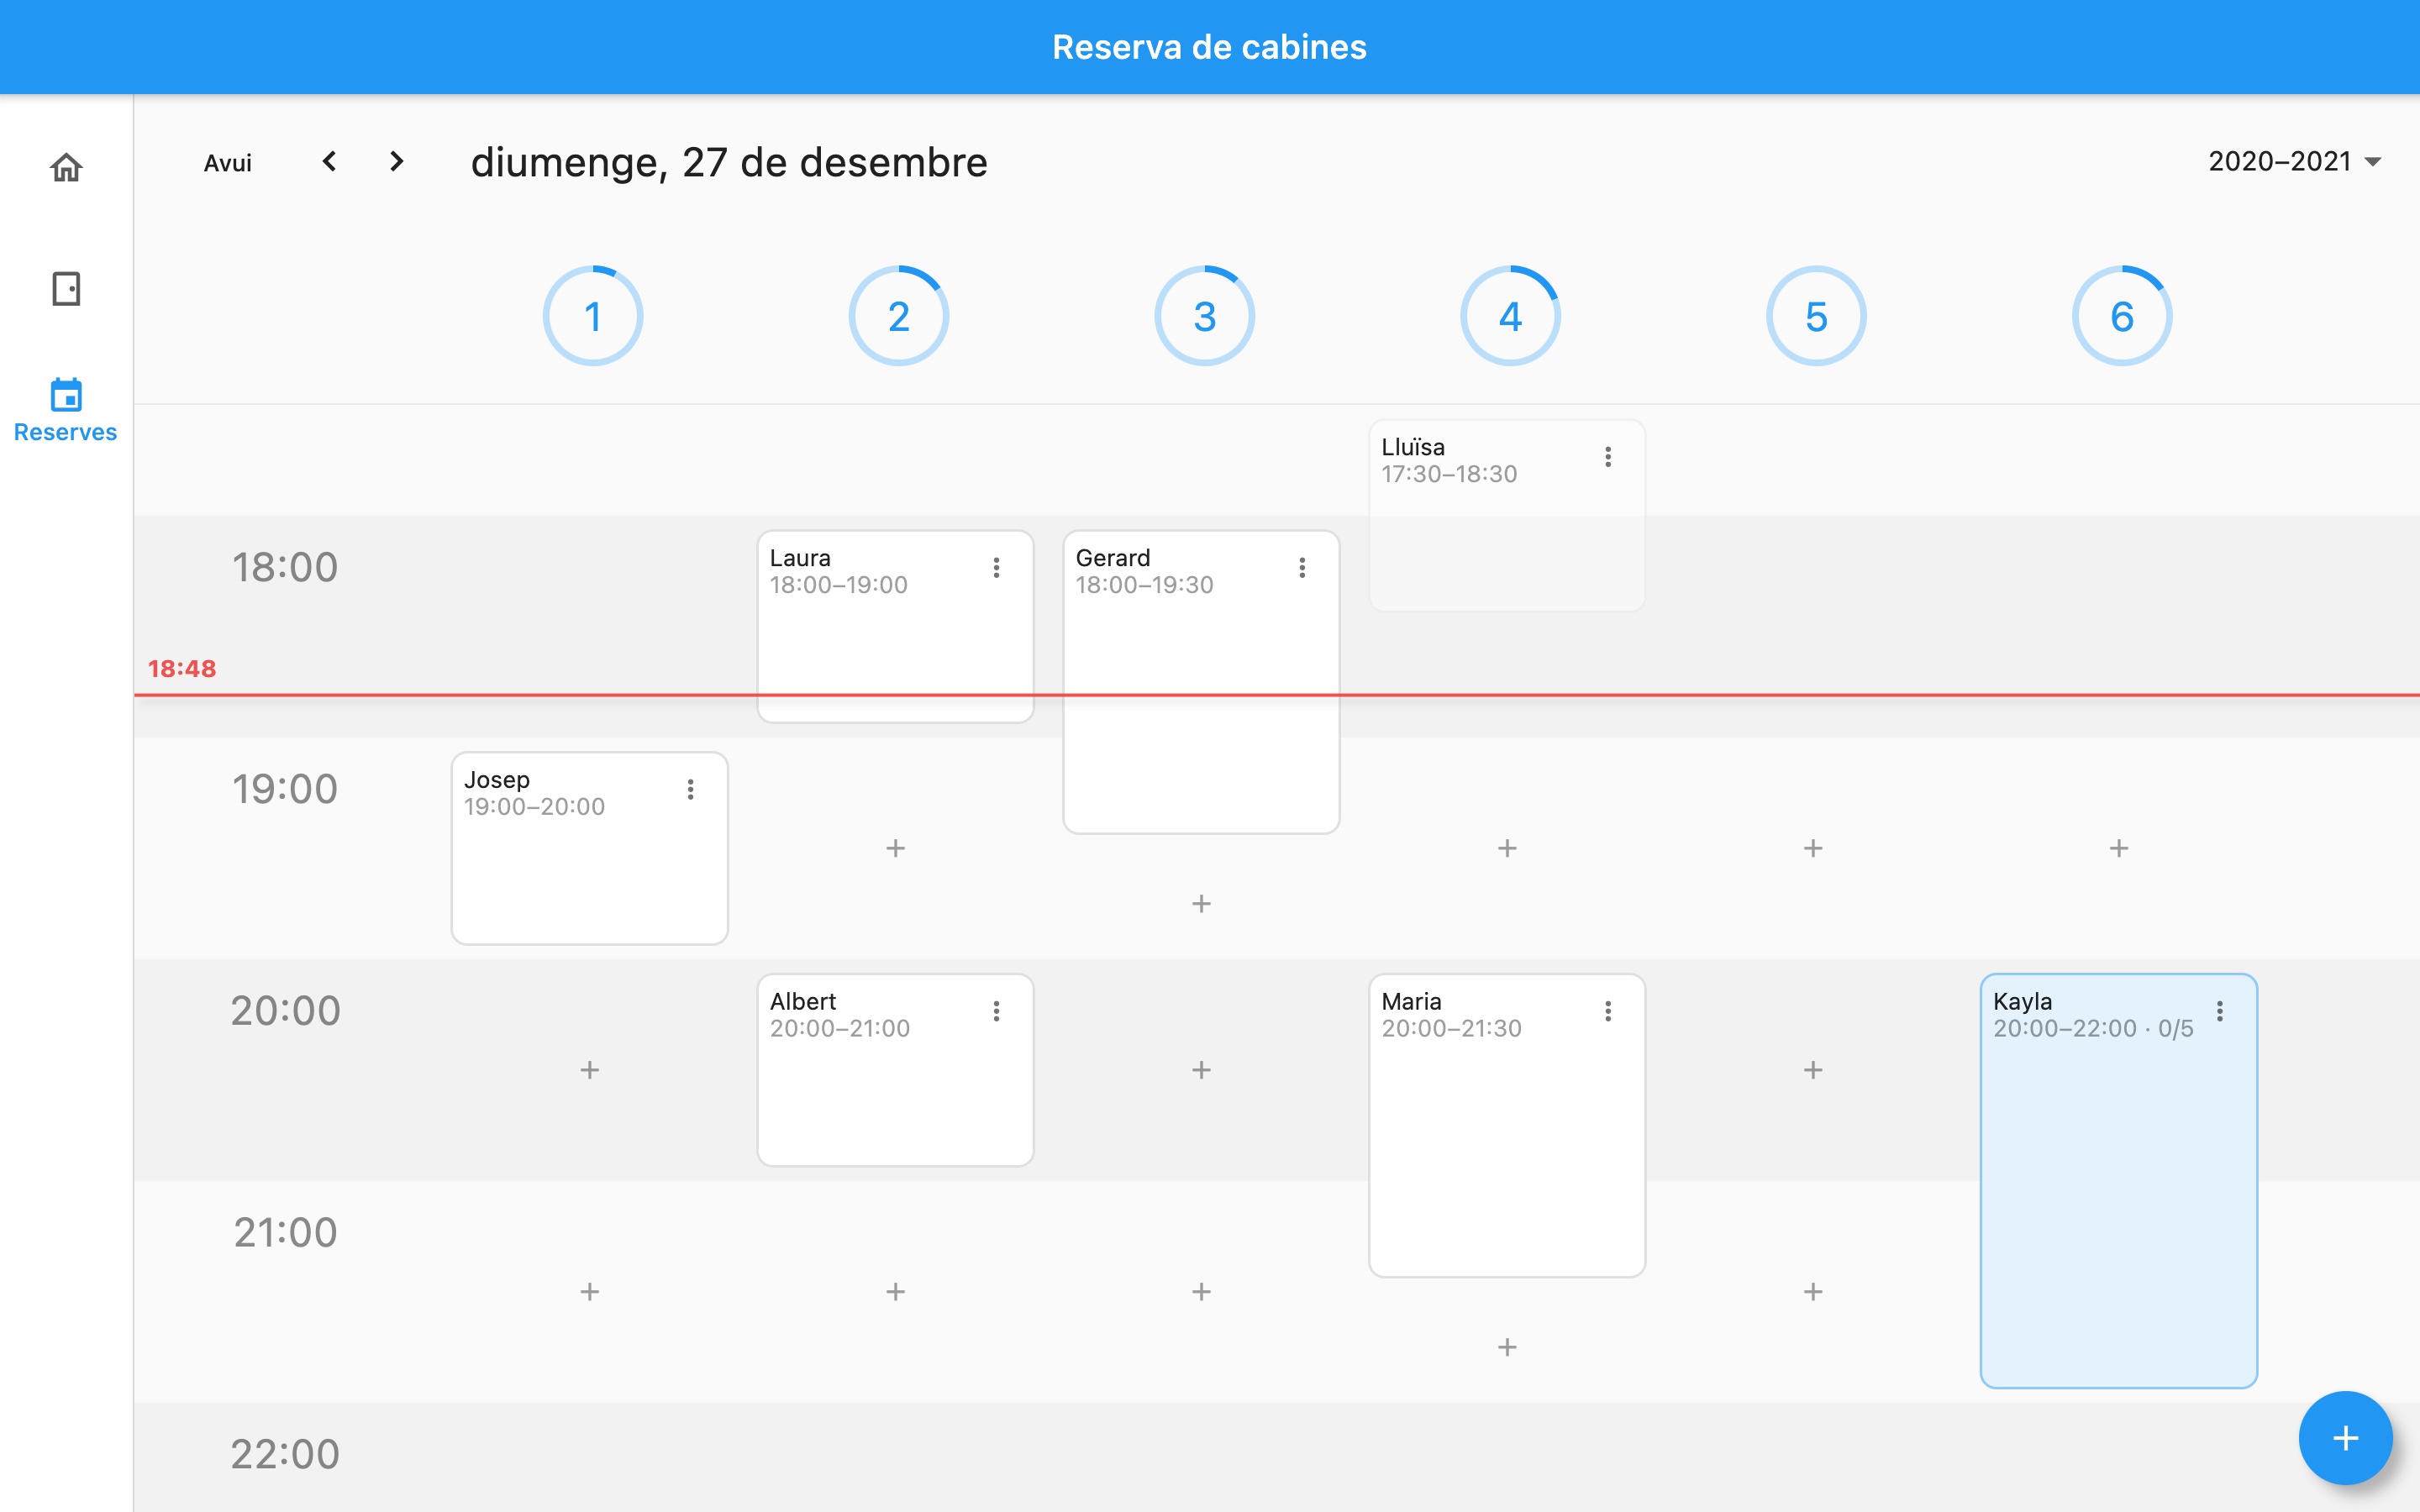 Reserva de cabines
Avui
diumenge, 27 de desembre
2020–2021
1 2 3 4 5 6
Reserves
Lluïsa
17:30–18:30
18:00
Laura
18:00–19:00
Gerard
18:00–19:30
18:48
19:00
Josep
19:00–20:00
+ + + +
+
20:00
Albert
20:00–21:00
Maria
20:00–21:30
Kayla
20:00–22:00 · 0/5
+ + +
21:00
+ + + +
+
22:00
+